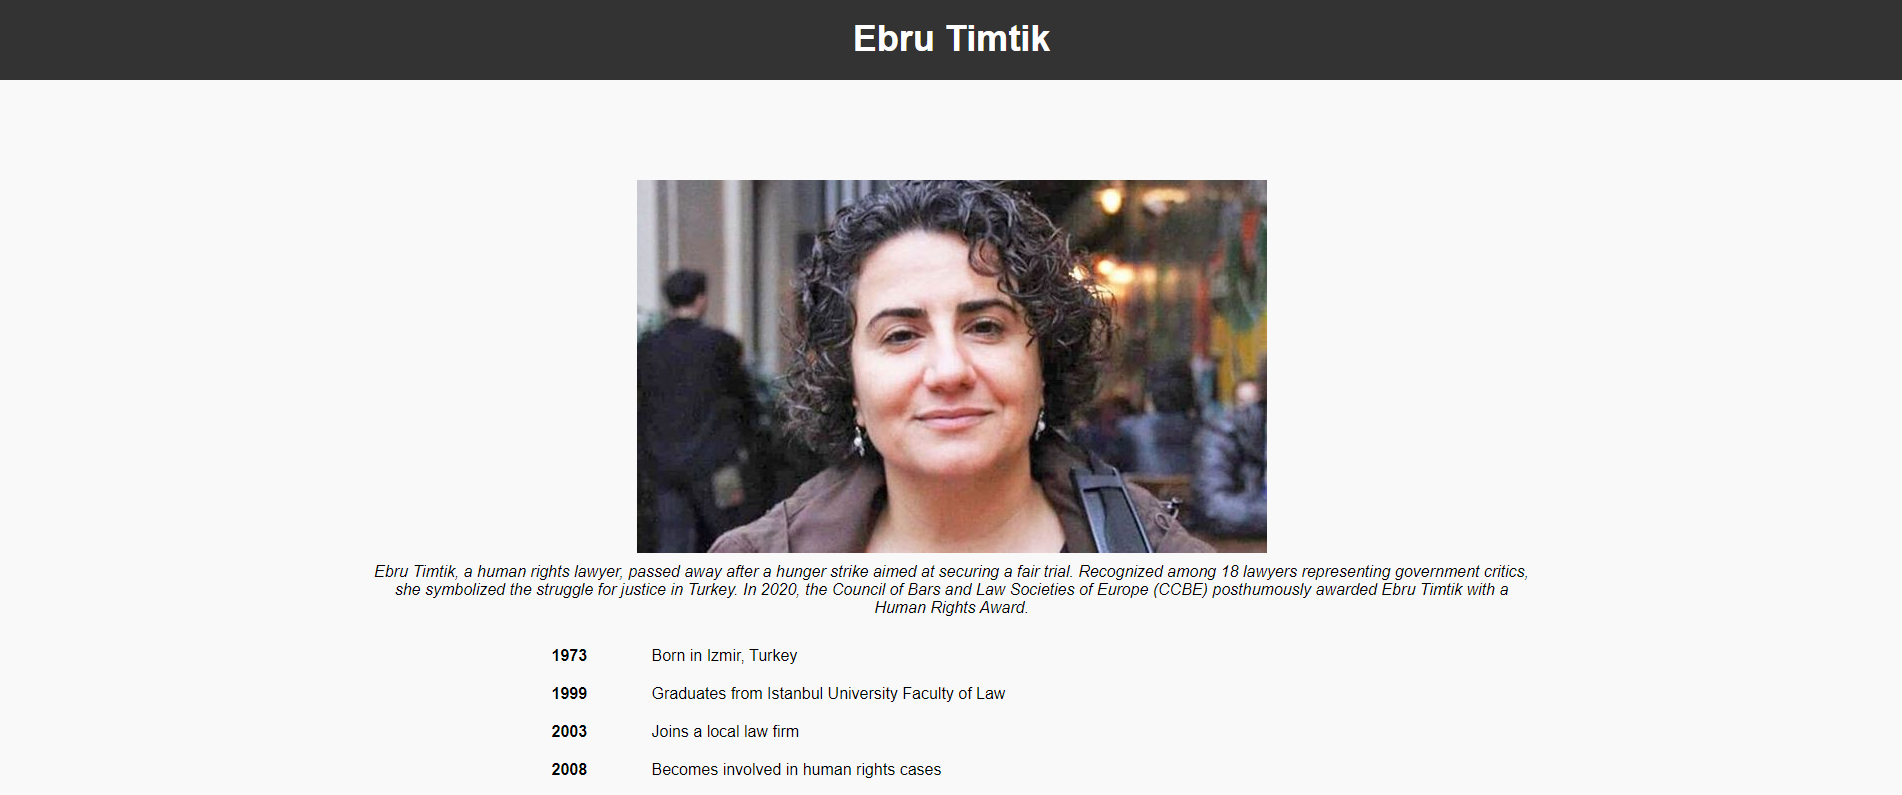 Ebru Timtik
Ebru Timtik, a human rights lawyer, passed away after a hunger strike aimed at securing a fair trial. Recognized among 18 lawyers representing government critics,
she symbolized the struggle for justice in Turkey. In 2020, the Council of Bars and Law Societies of Europe (CCBE) posthumously awarded Ebru Timtik with a
Human Rights Award.
1973 Born in Izmir, Turkey
1999 Graduates from Istanbul University Faculty of Law
2003 Joins a local law firm
2008 Becomes involved in human rights cases